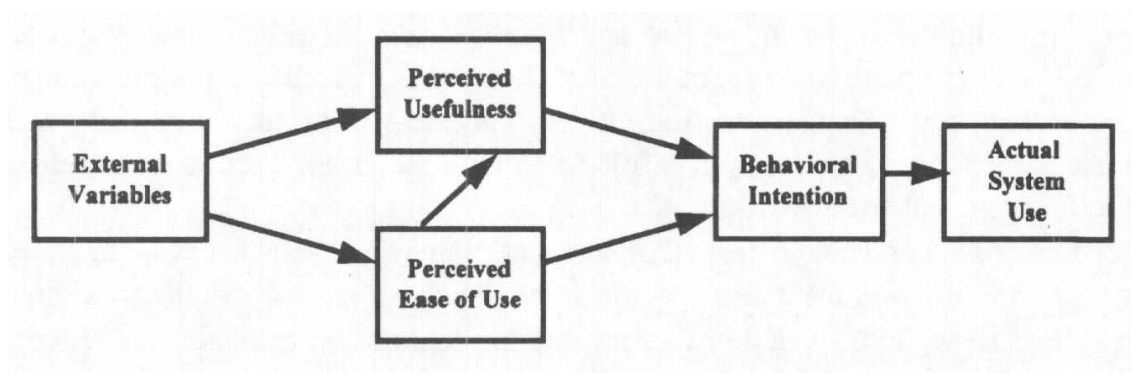 Perceived
Usefulness
External
Variables
Behavioral
Intention
Actual
System
Use
Perceived
Ease of Use